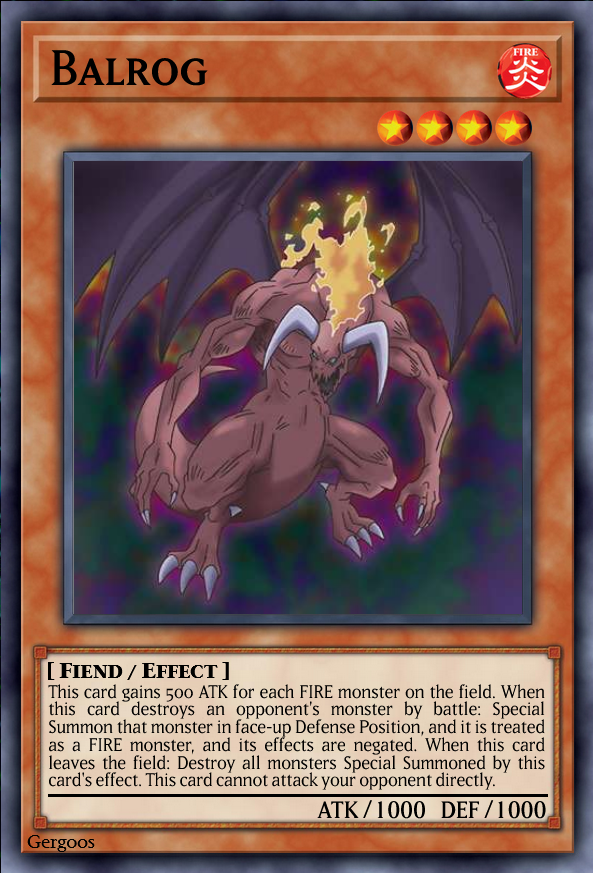 Balrog
FIRE
炎
[ Fiend / Effect ]
This card gains 500 ATK for each FIRE monster on the field. When
this card destroys an opponent's monster by battle: Special
Summon that monster in face-up Defense Position, and it is treated
as a FIRE monster, and its effects are negated. When this card
leaves the field: Destroy all monsters Special Summoned by this
card's effect. This card cannot attack your opponent directly.
ATK / 1000 DEF / 1000
Gergoos